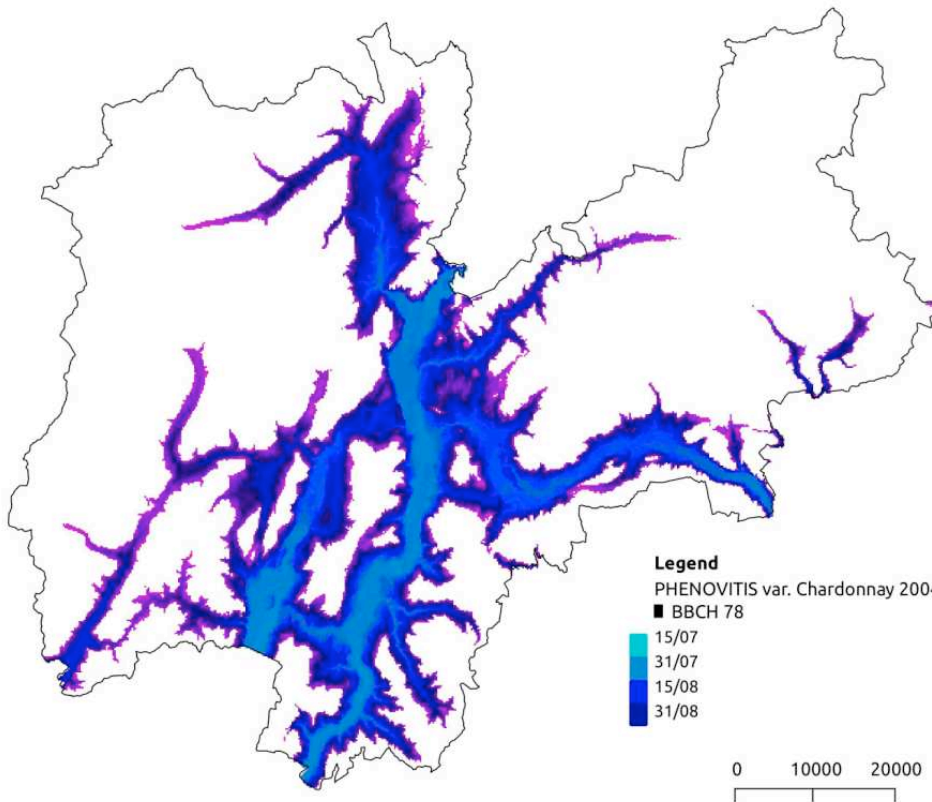 Legend
PHENOVITIS var. Chardonnay 2004
BBCH 78
15/07
31/07
15/08
31/08
0 10000 20000